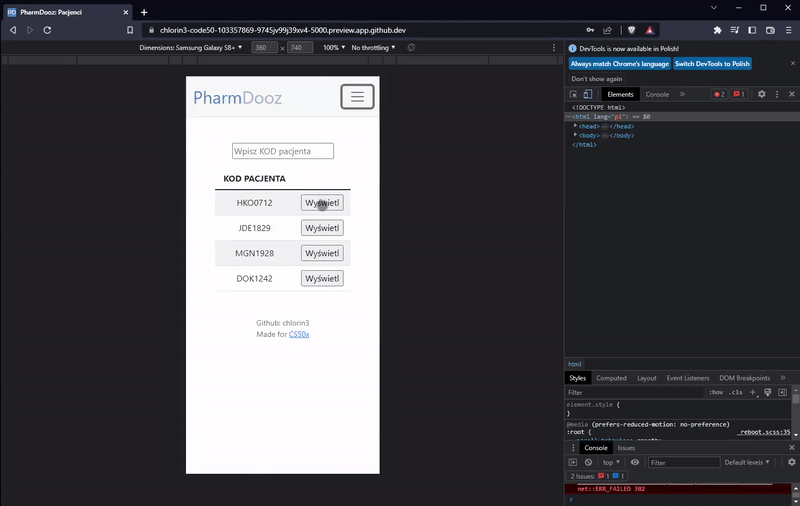 PharmDooz: Pacjenci
chlorin3-code50-103357869-9745jv99j39xv4-5000.preview.app.github.dev
Dimensions: Samsung Galaxy S8+ 360 x 740 100% No throttling
DevTools is now available in Polish!
Always match Chrome's language Switch DevTools to Polish
Don't show again
Elements Console 2 1
<!DOCTYPE html>
<html lang="pl"> == $0
<head> </head>
<body> </body>
</html>
PharmDooz
Wpisz KOD pacjenta
KOD PACJENTA
HKO0712 Wyświetl
JDE1829 Wyświetl
MGN1928 Wyświetl
DOK1242 Wyświetl
Github: chlorin3
Made for CS50x
html
Styles Computed Layout Event Listeners DOM Breakpoints
Filter :hov .cls
element.style {
}
@media (prefers-reduced-motion: no-preference)
:root { _reboot.scss:35
Console Issues
top Filter Default levels
2 Issues: 1 1
net::ERR_FAILED 302